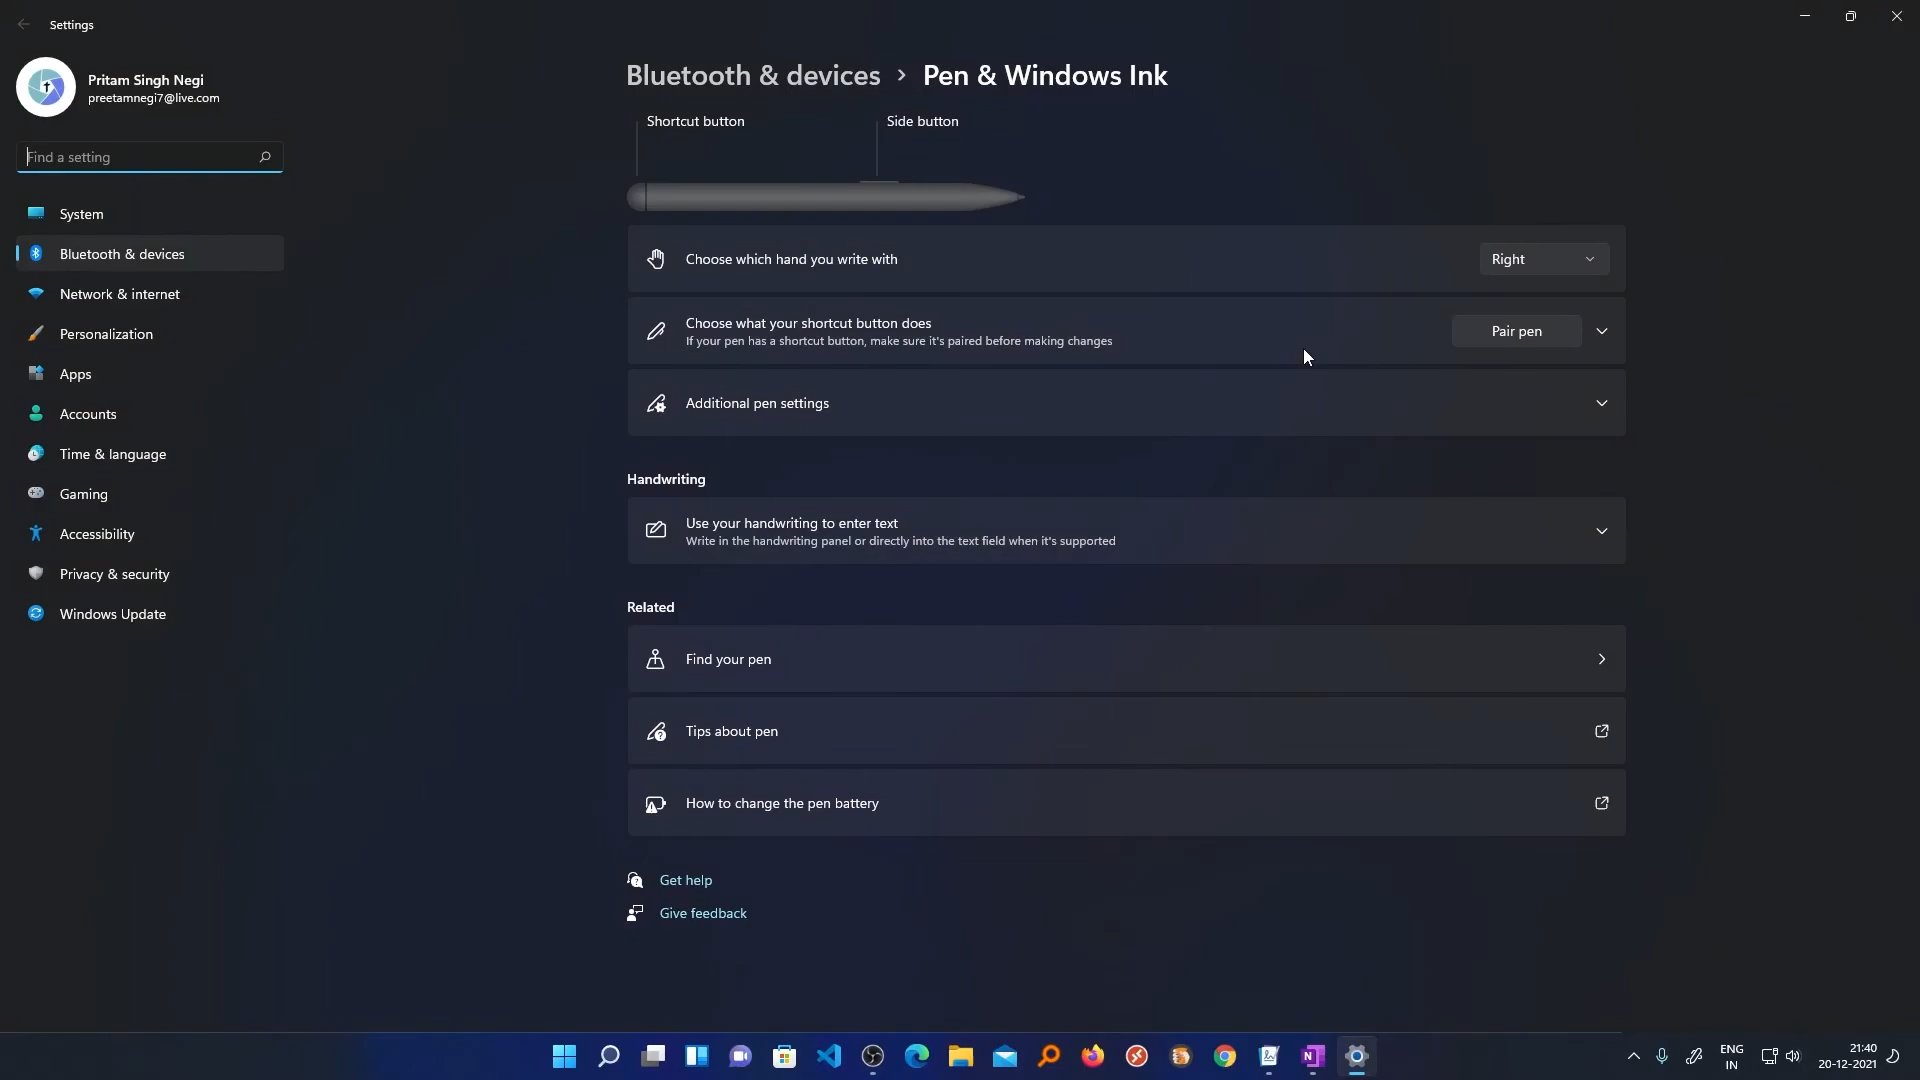 Settings
Pritam Singh Negi
preetamnegi7@live.com
Find a setting
System
Bluetooth & devices
Network & internet
Personalization
Apps
Accounts
Time & language
Gaming
Accessibility
Privacy & security
Windows Update
Bluetooth & devices › Pen & Windows Ink
Shortcut button
Side button
Choose which hand you write with
Right
Choose what your shortcut button does
If your pen has a shortcut button, make sure it's paired before making changes
Pair pen
Additional pen settings
Handwriting
Use your handwriting to enter text
Write in the handwriting panel or directly into the text field when it's supported
Related
Find your pen
Tips about pen
How to change the pen battery
Get help
Give feedback
ENG
IN
21:40
20-12-2021